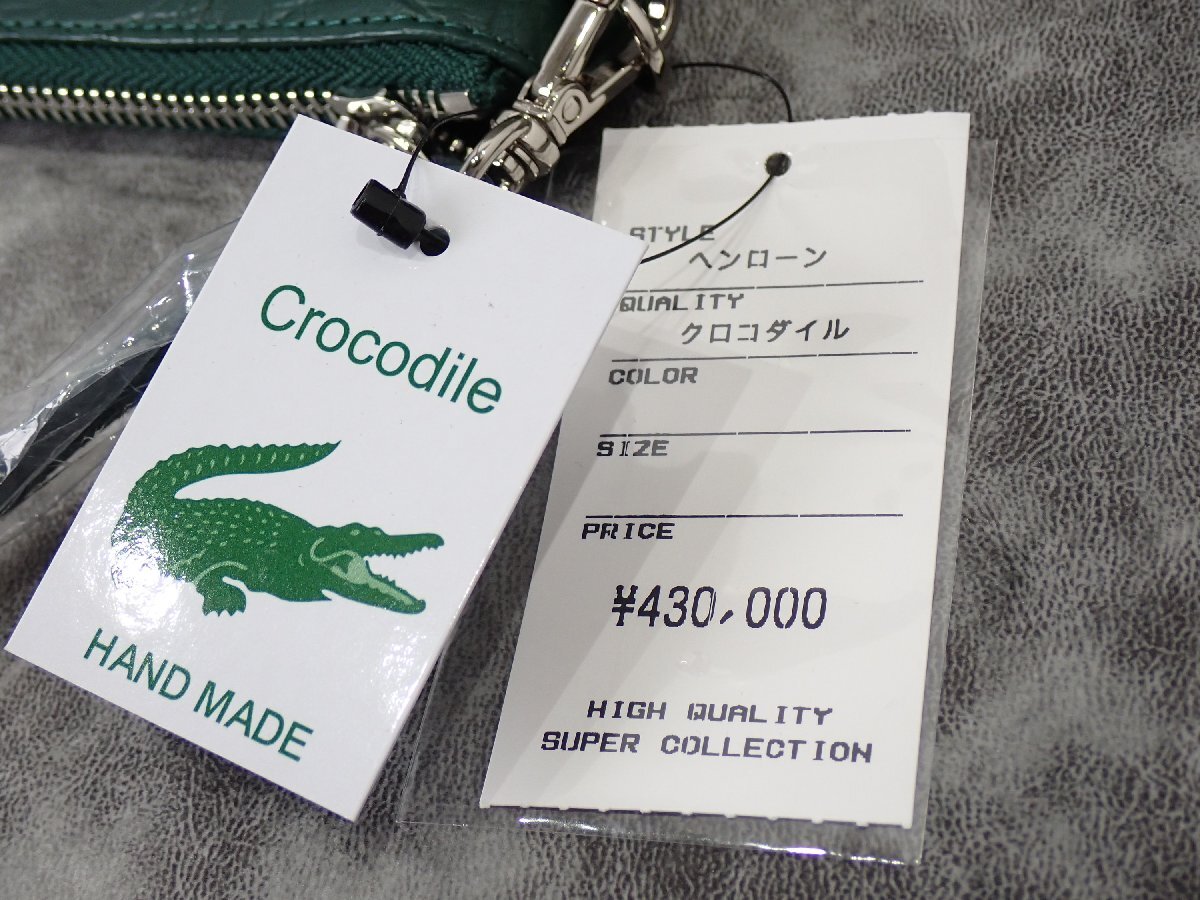 Crocodile
HAND MADE
STYLE
ヘンローン
QUALITY
クロコダイル
COLOR
SIZE
PRICE
¥430,000
HIGH QUALITY
SUPER COLLECTION